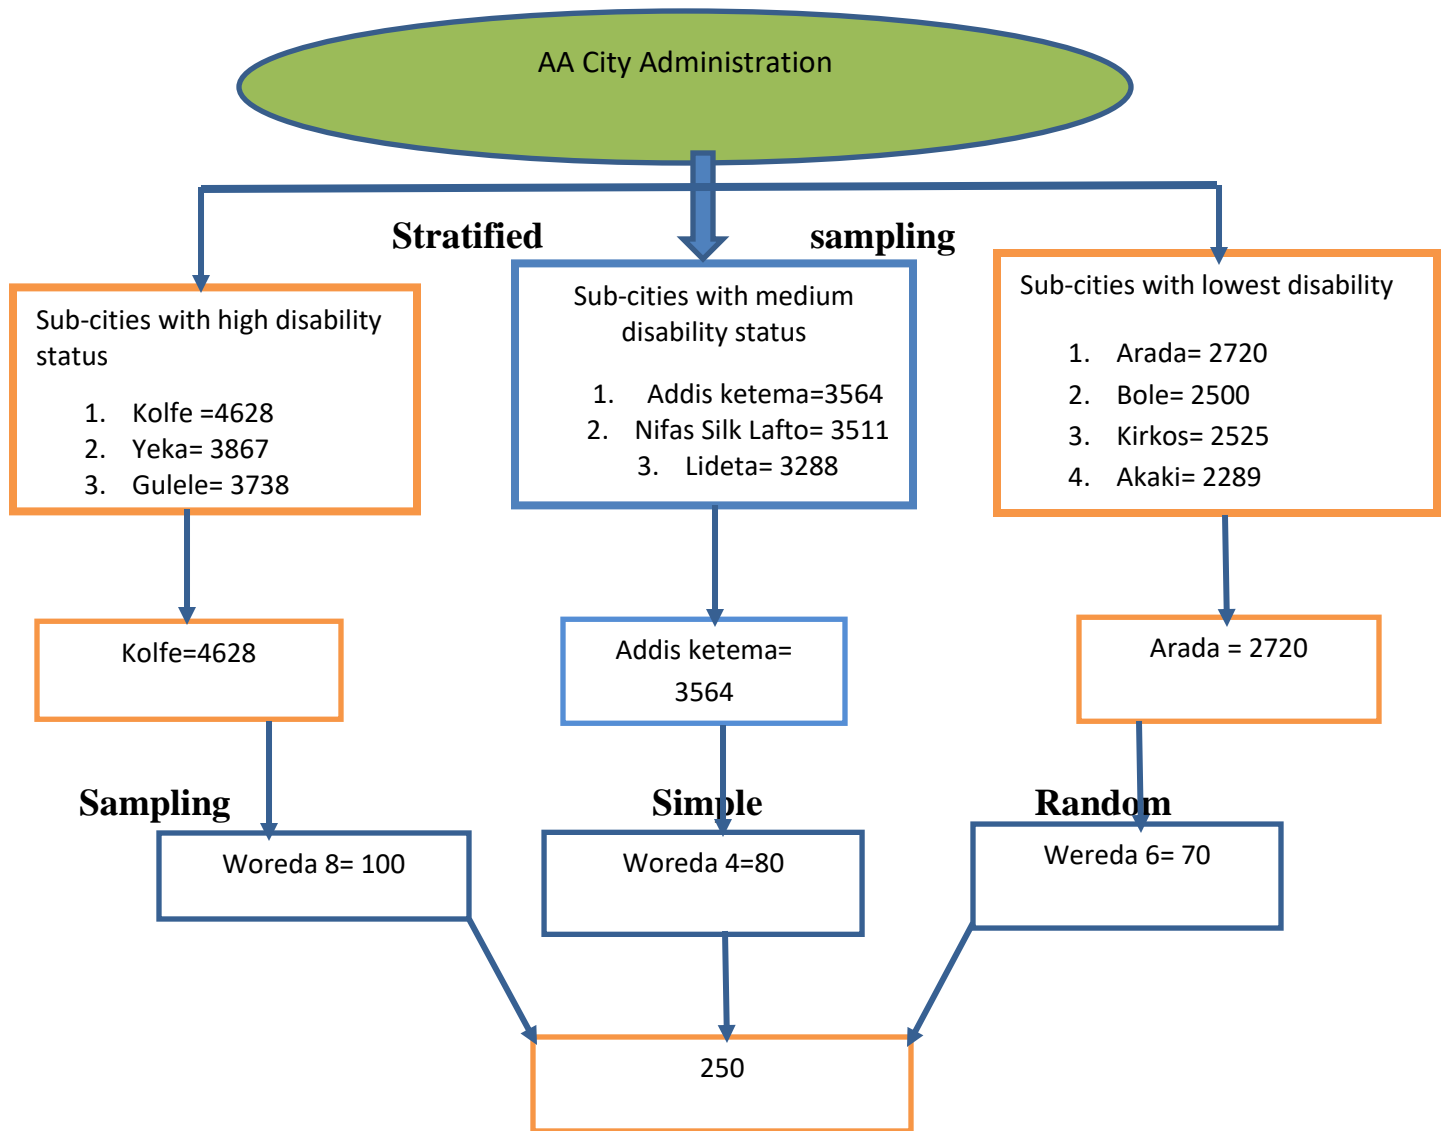 AA City Administration
Stratified sampling
Sub-cities with high disability
status
1. Kolfe =4628
2. Yeka= 3867
3. Gulele= 3738
Sub-cities with medium
disability status
1. Addis ketema=3564
2. Nifas Silk Lafto= 3511
3. Lideta= 3288
Sub-cities with lowest disability
1. Arada= 2720
2. Bole= 2500
3. Kirkos= 2525
4. Akaki= 2289
Kolfe=4628
Addis ketema=
3564
Arada = 2720
Sampling Simple Random
Woreda 8= 100
Woreda 4=80
Wereda 6= 70
250